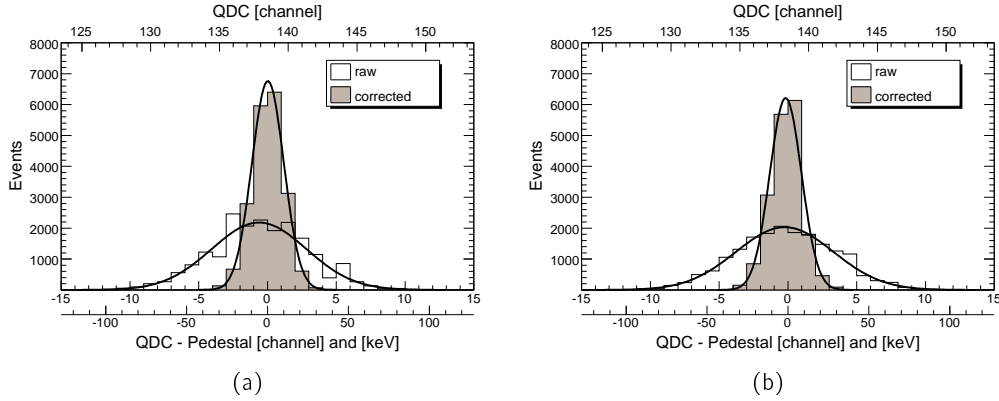 QDC [channel]
125 130 135 140 145 150
8000
7000
6000
5000
4000
3000
2000
1000
Events
raw
corrected
-15 -10 -5 0 5 10 15
-100 -50 0 50 100
QDC - Pedestal [channel] and [keV]
(a)
QDC [channel]
125 130 135 140 145 150
8000
7000
6000
5000
4000
3000
2000
1000
Events
raw
corrected
-15 -10 -5 0 5 10 15
-100 -50 0 50 100
QDC - Pedestal [channel] and [keV]
(b)